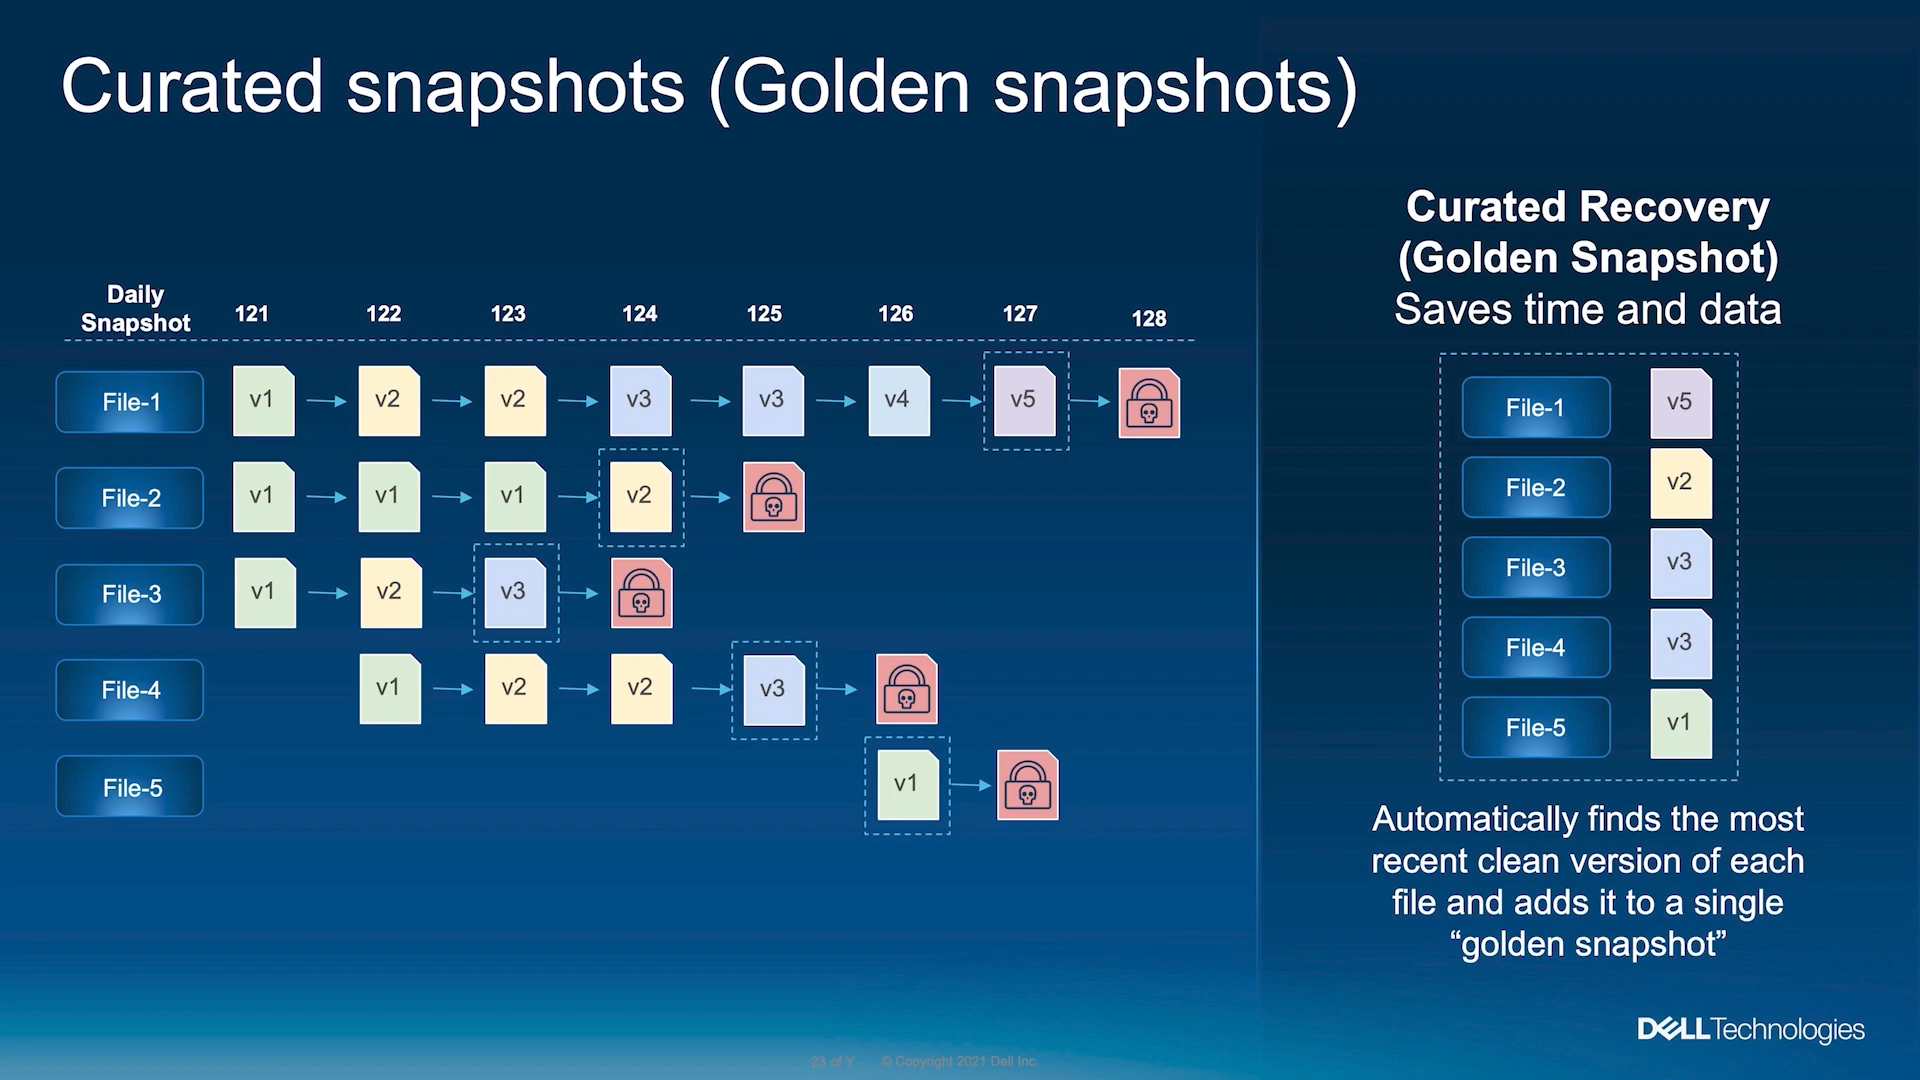 Curated snapshots (Golden snapshots)
Daily
Snapshot
121 122 123 124 125 126 127 128
File-1 v1 v2 v2 v3 v3 v4 v5
File-2 v1 v1 v1 v2
File-3 v1 v2 v3
File-4 v1 v2 v2 v3
File-5 v1
Curated Recovery
(Golden Snapshot)
Saves time and data
File-1 v5
File-2 v2
File-3 v3
File-4 v3
File-5 v1
Automatically finds the most
recent clean version of each
file and adds it to a single
“golden snapshot”
DELLTechnologies
23 of Y © Copyright 2021 Dell Inc.